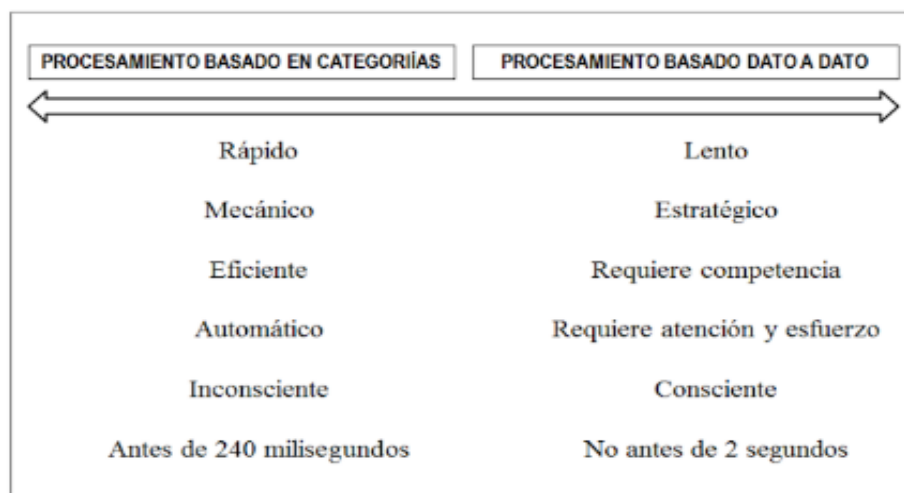 PROCESAMIENTO BASADO EN CATEGORIÍAS PROCESAMIENTO BASADO DATO A DATO
Rápido Lento
Mecánico Estratégico
Eficiente Requiere competencia
Automático Requiere atención y esfuerzo
Inconsciente Consciente
Antes de 240 milisegundos No antes de 2 segundos